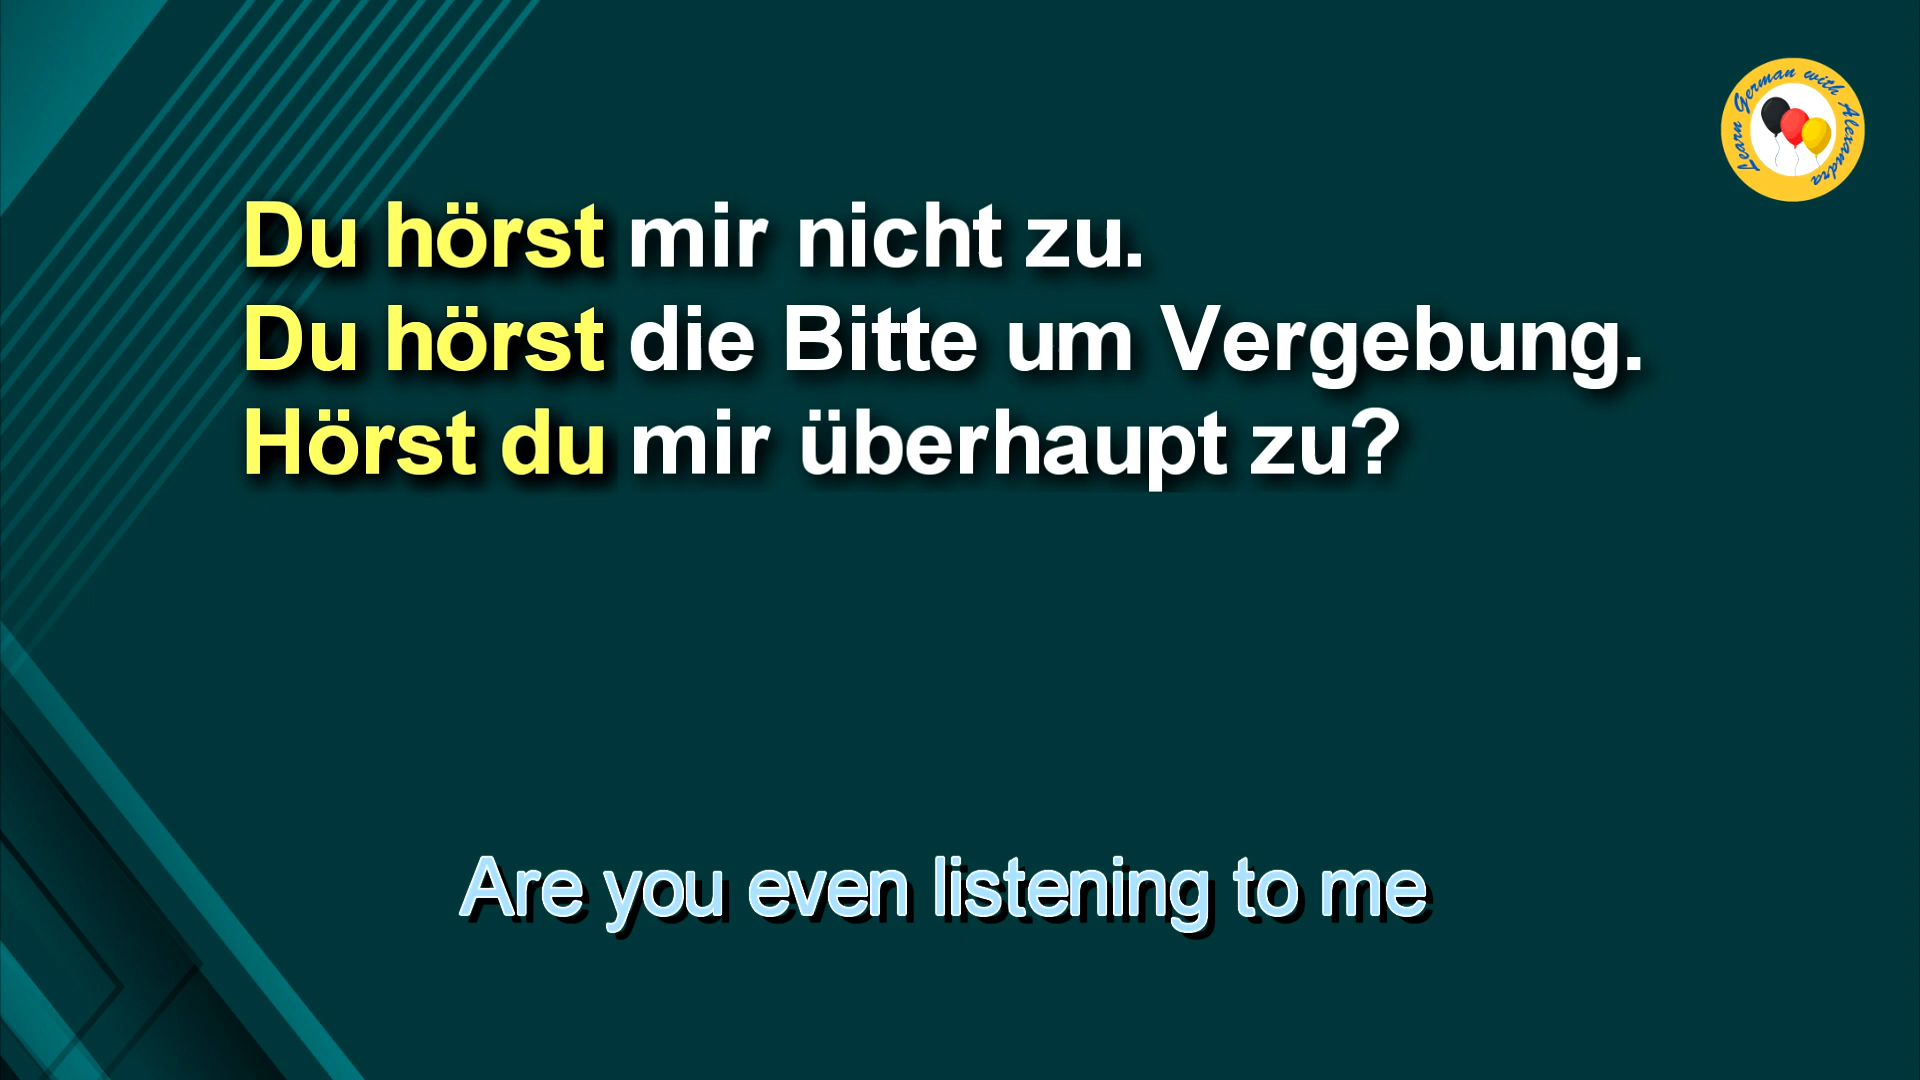 Learn German with Alexandra
Du hörst mir nicht zu.
Du hörst die Bitte um Vergebung.
Hörst du mir überhaupt zu?
Are you even listening to me